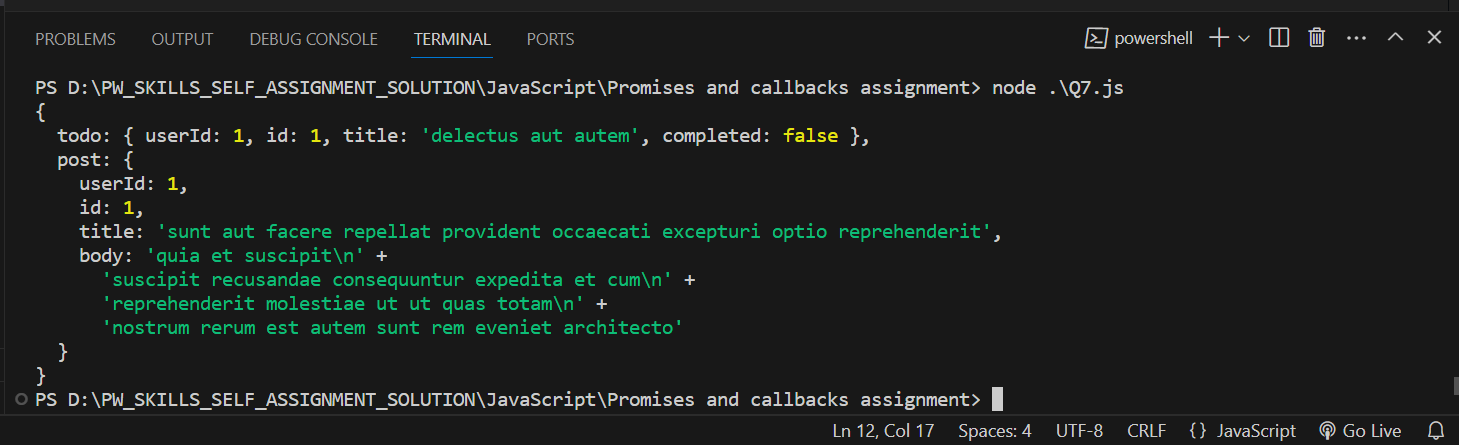 PROBLEMS OUTPUT DEBUG CONSOLE TERMINAL PORTS powershell
PS D:\PW_SKILLS_SELF_ASSIGNMENT_SOLUTION\JavaScript\Promises and callbacks assignment> node .\Q7.js
{
  todo: { userId: 1, id: 1, title: 'delectus aut autem', completed: false },
  post: {
    userId: 1,
    id: 1,
    title: 'sunt aut facere repellat provident occaecati excepturi optio reprehenderit',
    body: 'quia et suscipit\n' +
      'suscipit recusandae consequuntur expedita et cum\n' +
      'reprehenderit molestiae ut ut quas totam\n' +
      'nostrum rerum est autem sunt rem eveniet architecto'
  }
}
PS D:\PW_SKILLS_SELF_ASSIGNMENT_SOLUTION\JavaScript\Promises and callbacks assignment>
Ln 12, Col 17 Spaces: 4 UTF-8 CRLF {} JavaScript Go Live